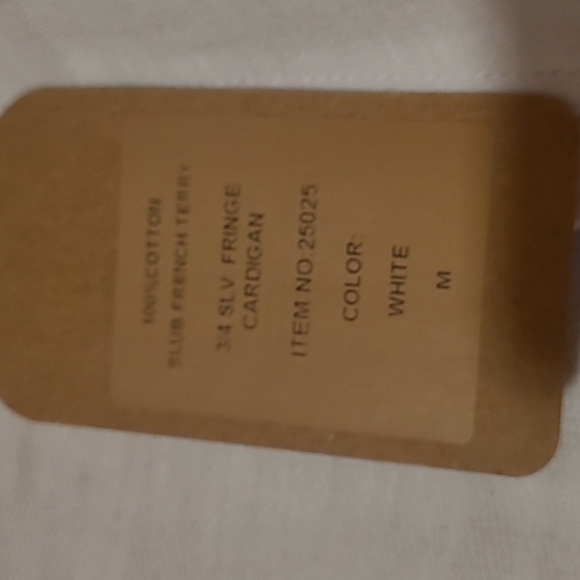 100%COTTON
SLUB FRENCH TERRY
3/4 SLV FRINGE
CARDIGAN
ITEM NO.25025
COLOR:
WHITE
M